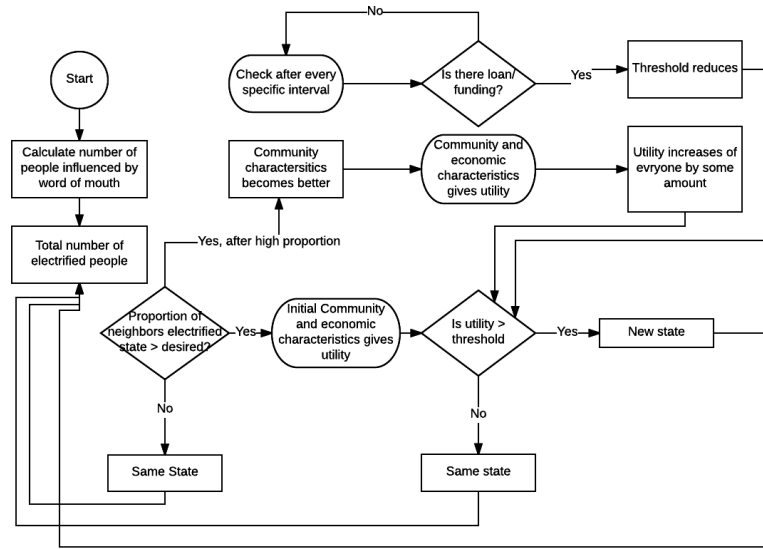 No
Start
Check after every
specific interval
Is there loan/
funding?
Yes
Threshold reduces
Calculate number of
people influenced by
word of mouth
Community
charactersitics
becomes better
Community and
economic
characteristics
gives utility
Utility increases of
evryone by some
amount
Total number of
electrified people
Yes, after high proportion
Proportion of
neighbors electrified
state > desired?
Yes
Initial Community
and economic
characteristics gives
utility
Is utility >
threshold
Yes
New state
No
No
Same State
Same state